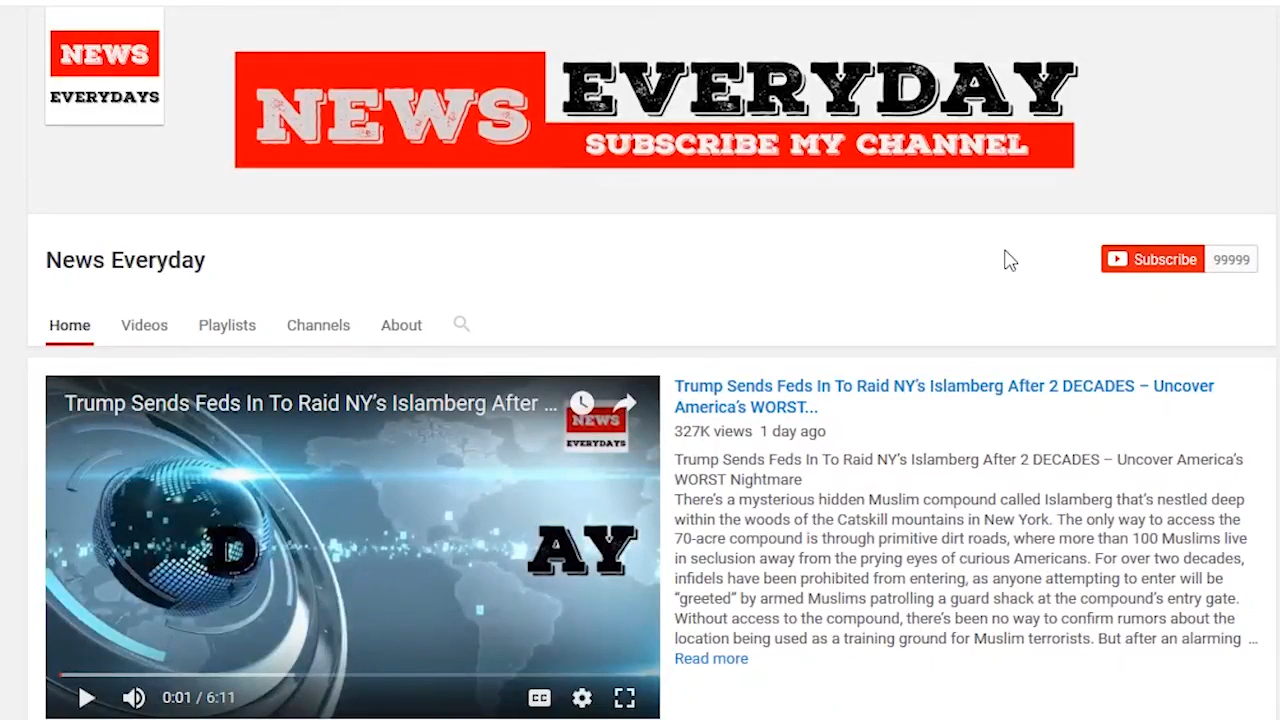 NEWS
EVERYDAYS
NEWS
EVERYDAY
SUBSCRIBE MY CHANNEL
News Everyday
Subscribe 99999
Home Videos Playlists Channels About
Trump Sends Feds In To Raid NY's Islamberg After ...
NEWS
EVERYDAYS
D AY
0:01 / 6:11
CC
Trump Sends Feds In To Raid NY's Islamberg After 2 DECADES – Uncover
America's WORST...
327K views 1 day ago
Trump Sends Feds In To Raid NY's Islamberg After 2 DECADES – Uncover America's
WORST Nightmare
There's a mysterious hidden Muslim compound called Islamberg that's nestled deep
within the woods of the Catskill mountains in New York. The only way to access the
70-acre compound is through primitive dirt roads, where more than 100 Muslims live
in seclusion away from the prying eyes of curious Americans. For over two decades,
infidels have been prohibited from entering, as anyone attempting to enter will be
“greeted” by armed Muslims patrolling a guard shack at the compound's entry gate.
Without access to the compound, there's been no way to confirm rumors about the
location being used as a training ground for Muslim terrorists. But after an alarming ...
Read more